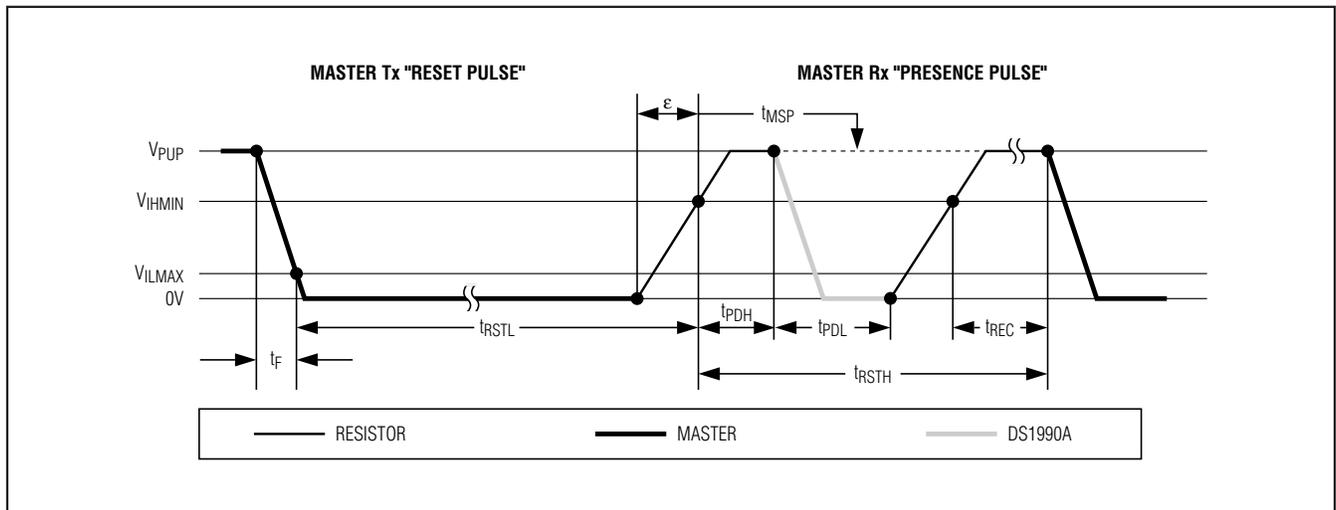 MASTER Tx "RESET PULSE"
MASTER Rx "PRESENCE PULSE"
ε
tMSP
VPUP
VIHMIN
VILMAX
0V
tPDH
tRSTL
tPDL
tREC
tF
tRSTH
RESISTOR
MASTER
DS1990A